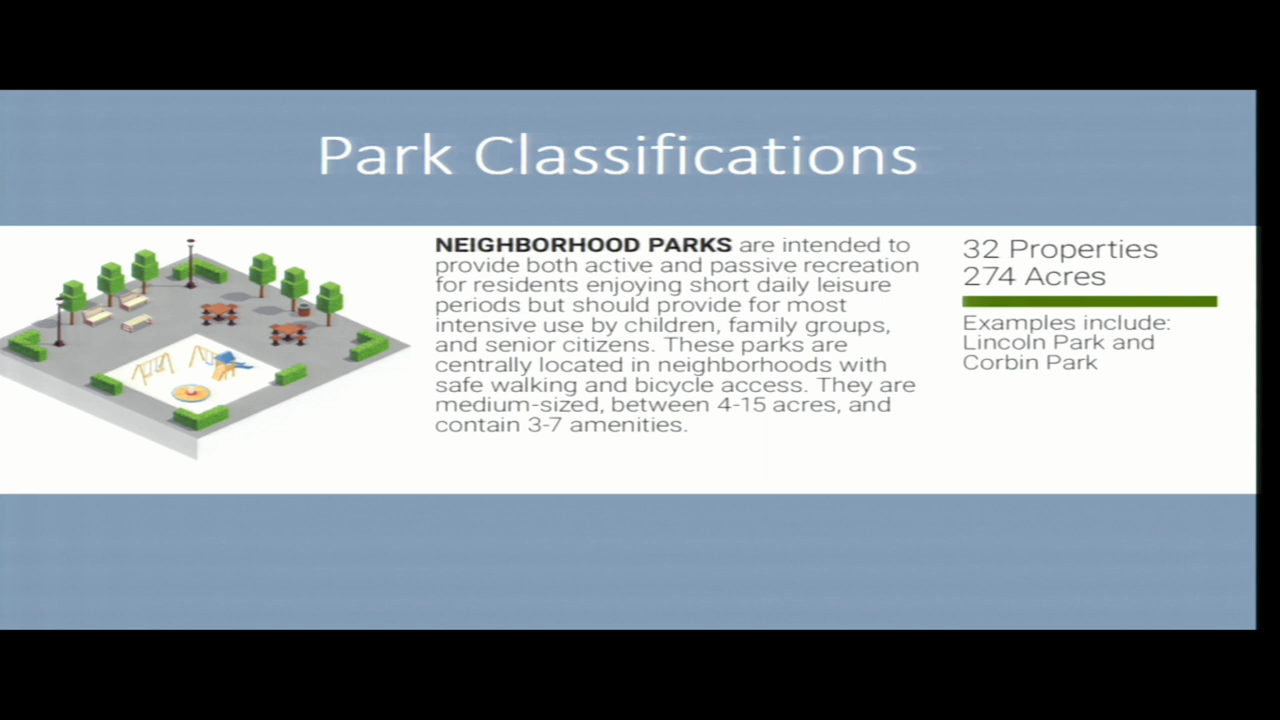 Park Classifications
NEIGHBORHOOD PARKS are intended to
provide both active and passive recreation
for residents enjoying short daily leisure
periods but should provide for most
intensive use by children, family groups,
and senior citizens. These parks are
centrally located in neighborhoods with
safe walking and bicycle access. They are
medium-sized, between 4-15 acres, and
contain 3-7 amenities.
32 Properties
274 Acres
Examples include:
Lincoln Park and
Corbin Park